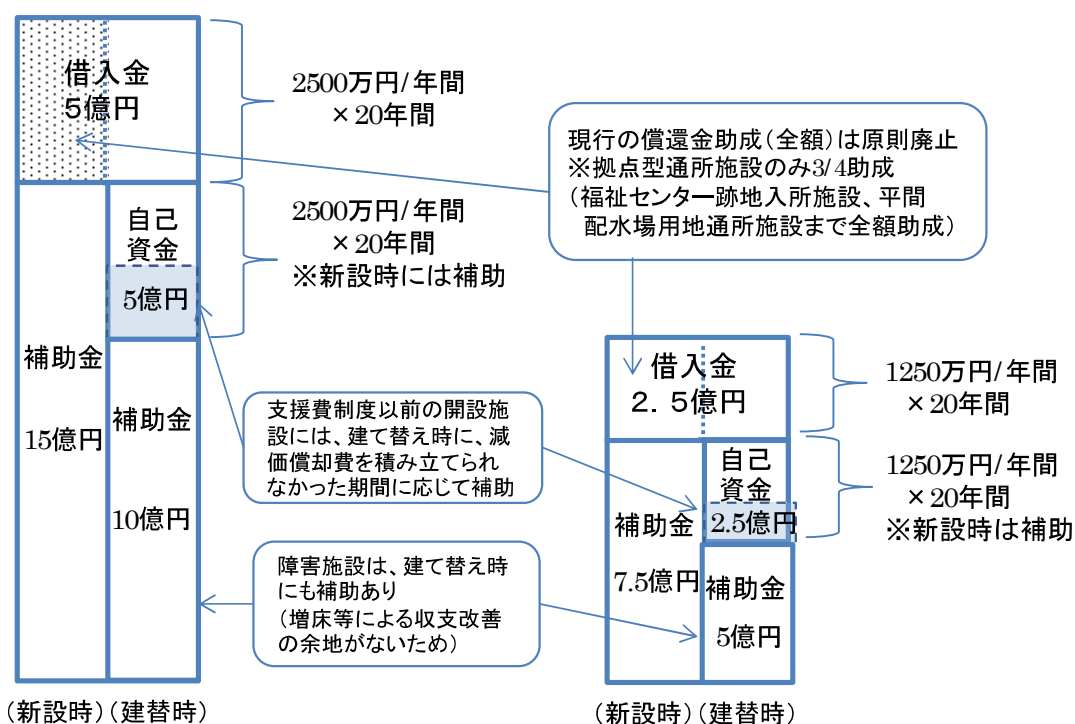 借入金
5億円
2500万円/年間
×20年間
自己
資金
5億円
2500万円/年間
×20年間
※新設時には補助
補助金
15億円
補助金
10億円
(新設時)(建替時)
現行の償還金助成(全額)は原則廃止
※拠点型通所施設のみ3/4助成
(福祉センター跡地入所施設、平間
配水場用地通所施設まで全額助成)
支援費制度以前の開設施
設には、建て替え時に、減
価償却費を積み立てられ
なかった期間に応じて補助
障害施設は、建て替え時
にも補助あり
(増床等による収支改善
の余地がないため)
借入金
2.5億円
1250万円/年間
×20年間
自己
資金
2.5億円
1250万円/年間
×20年間
※新設時は補助
補助金
7.5億円
補助金
5億円
(新設時)(建替時)